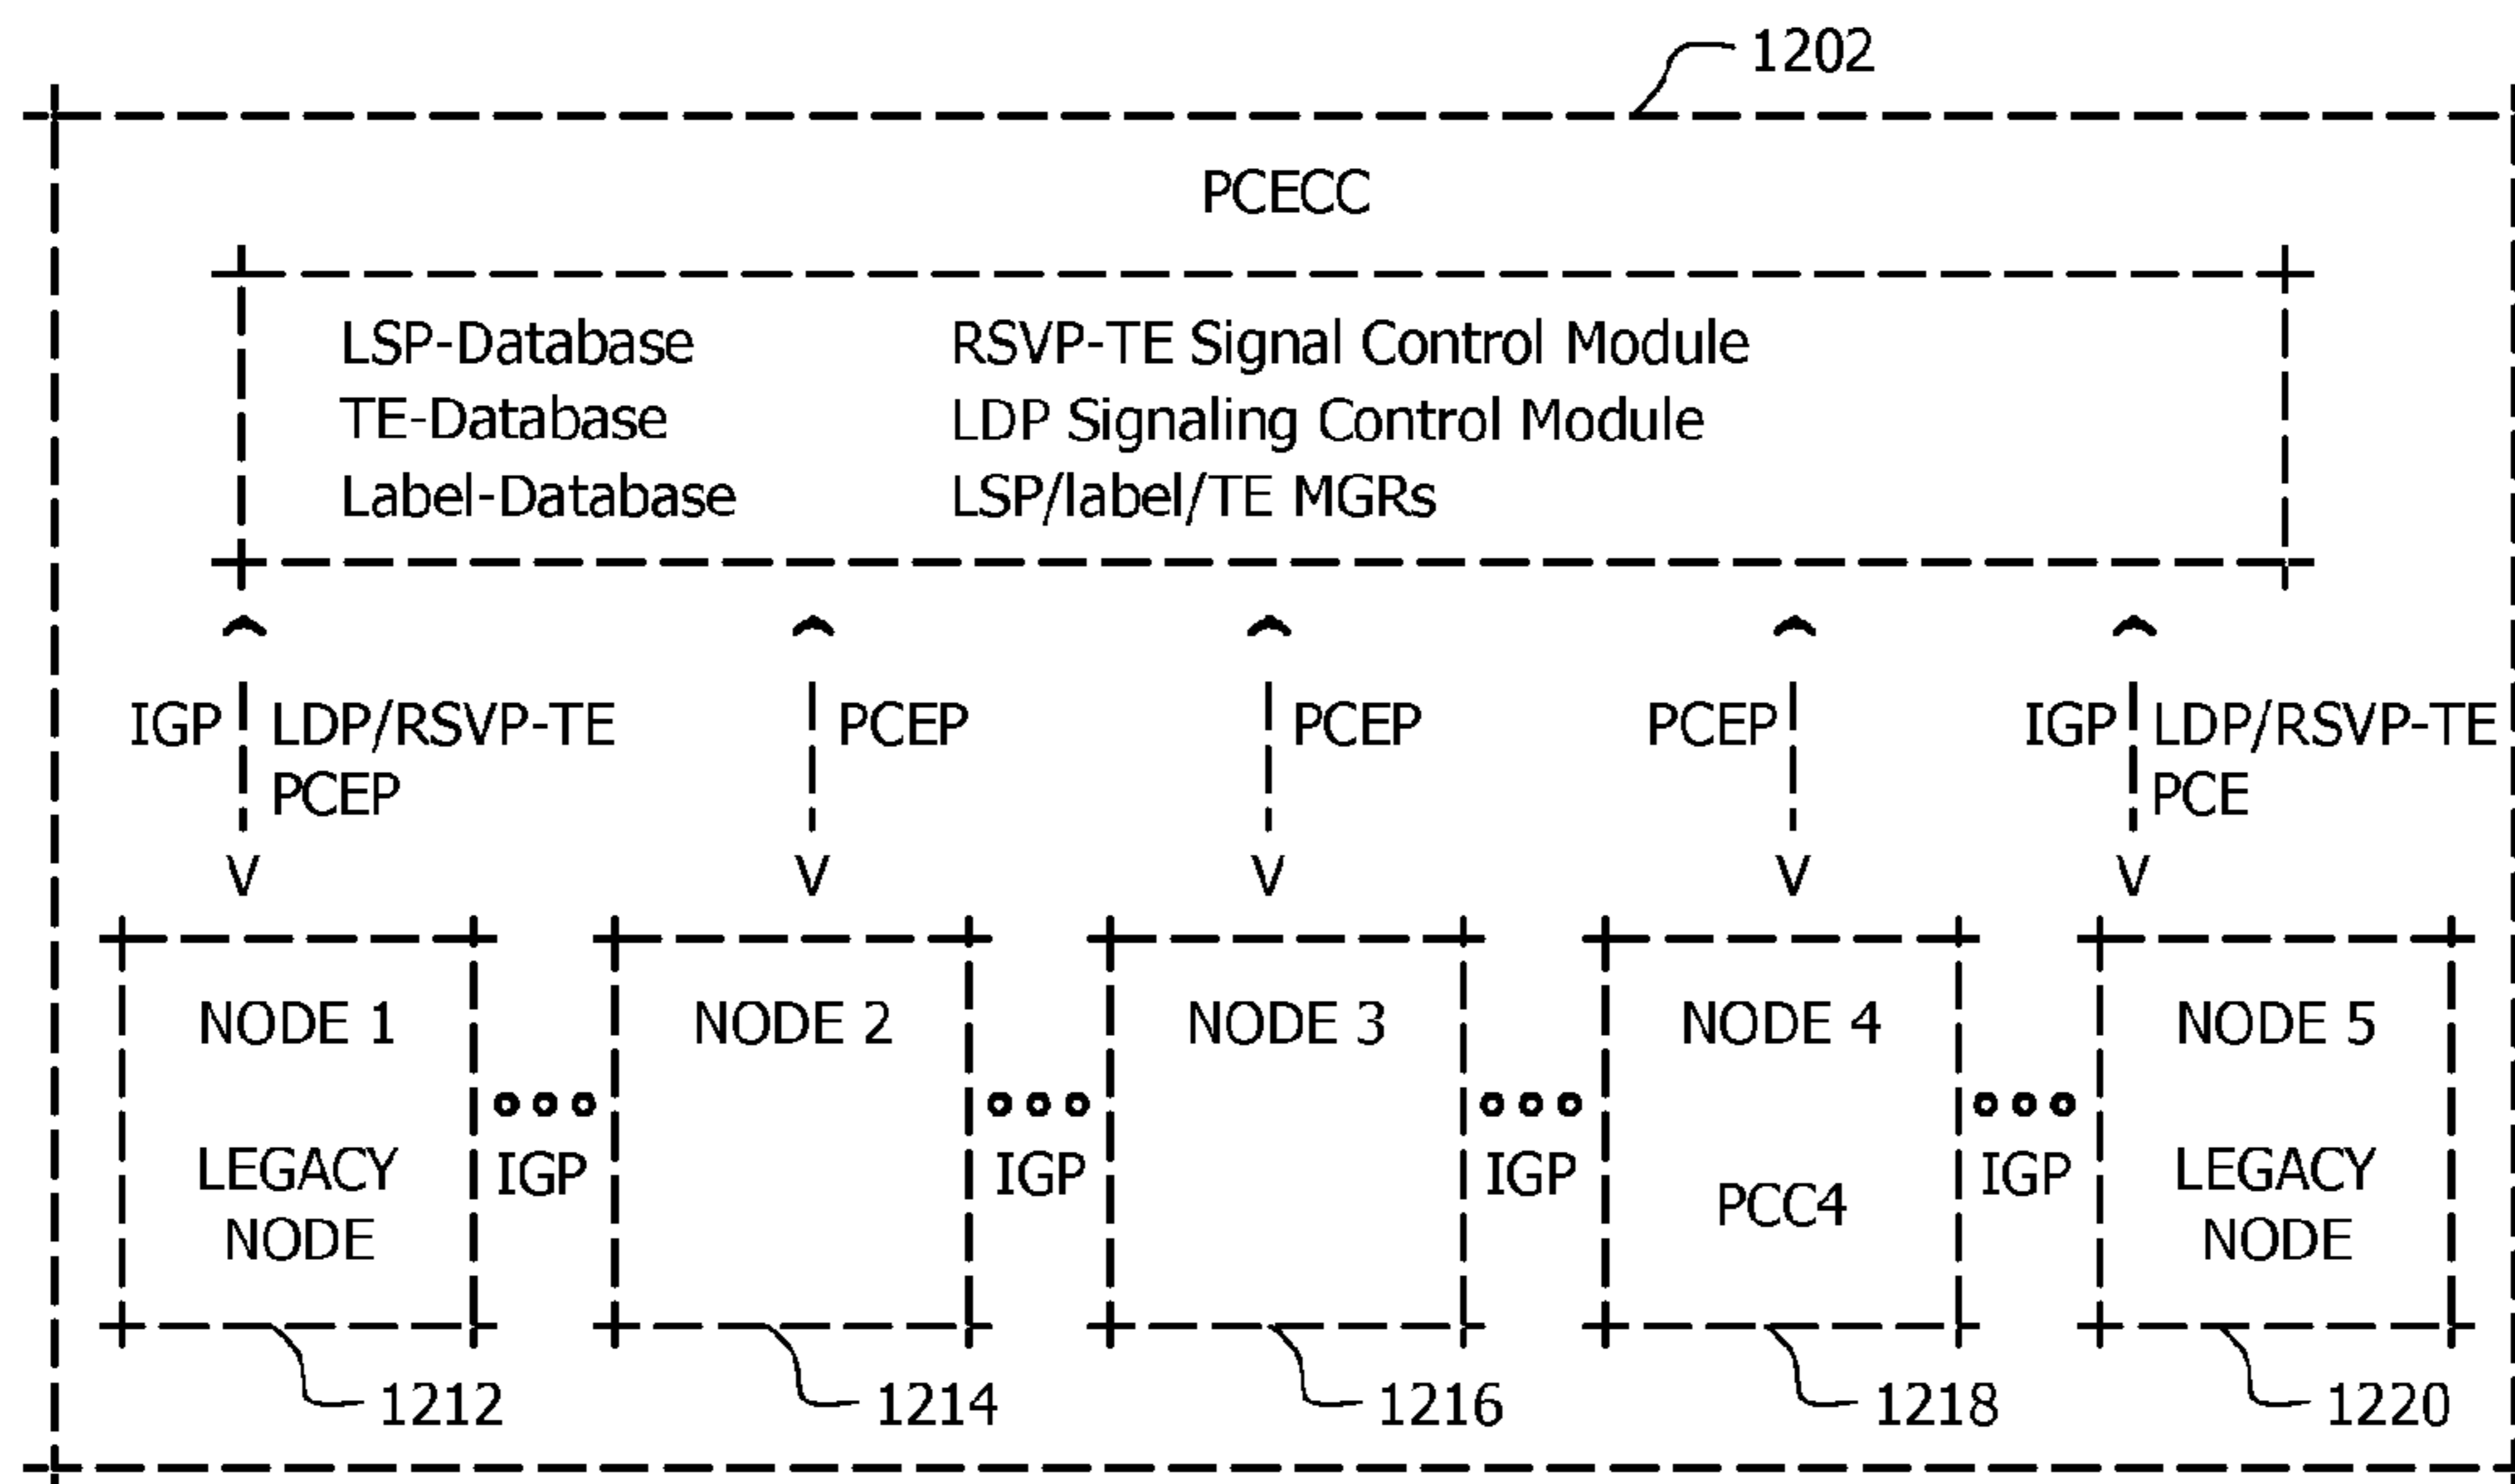 1202
PCECC
LSP-Database RSVP-TE Signal Control Module
TE-Database LDP Signaling Control Module
Label-Database LSP/label/TE MGRs
IGP LDP/RSVP-TE PCEP PCEP PCEP IGP LDP/RSVP-TE
PCEP PCE
V V V V V
NODE 1 NODE 2 NODE 3 NODE 4 NODE 5
LEGACY NODE IGP IGP IGP PCC4 IGP LEGACY NODE
1212 1214 1216 1218 1220